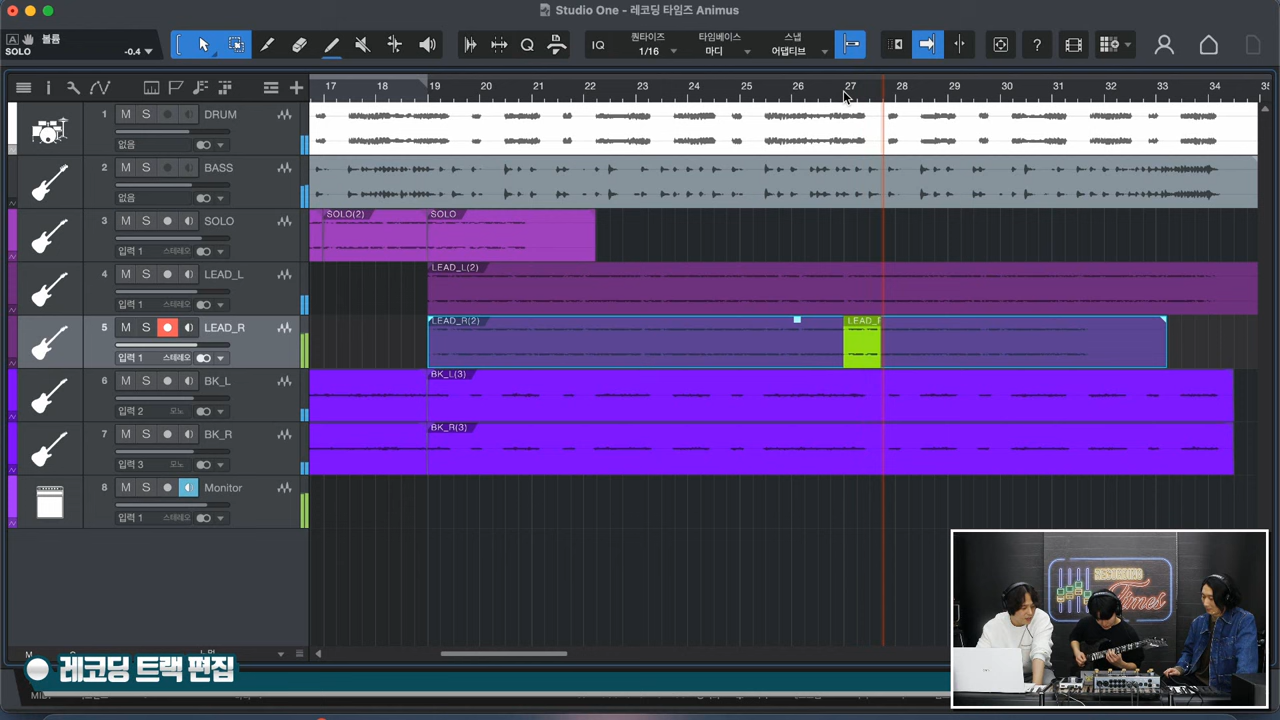 Studio One - 레코딩 타임즈 Animus
A 볼륨
SOLO -0.4
IQ
퀀타이즈
1/16
타임베이스
마디
스냅
어댑티브
?
17 18 19 20 21 22 23 24 25 26 27 28 29 30 31 32 33 34 35
1 M S DRUM
없음
2 M S BASS
없음
3 M S SOLO
입력 1 스테레오
SOLO(2) SOLO
4 M S LEAD_L
입력 1 스테레오
LEAD_L(2)
5 M S LEAD_R
입력 1 스테레오
LEAD_R(2)
6 M S BK_L
입력 2 모노
BK_L(3)
7 M S BK_R
입력 3 모노
BK_R(3)
8 M S Monitor
입력 1 스테레오
RECORDING
Times
레코딩 트랙 편집